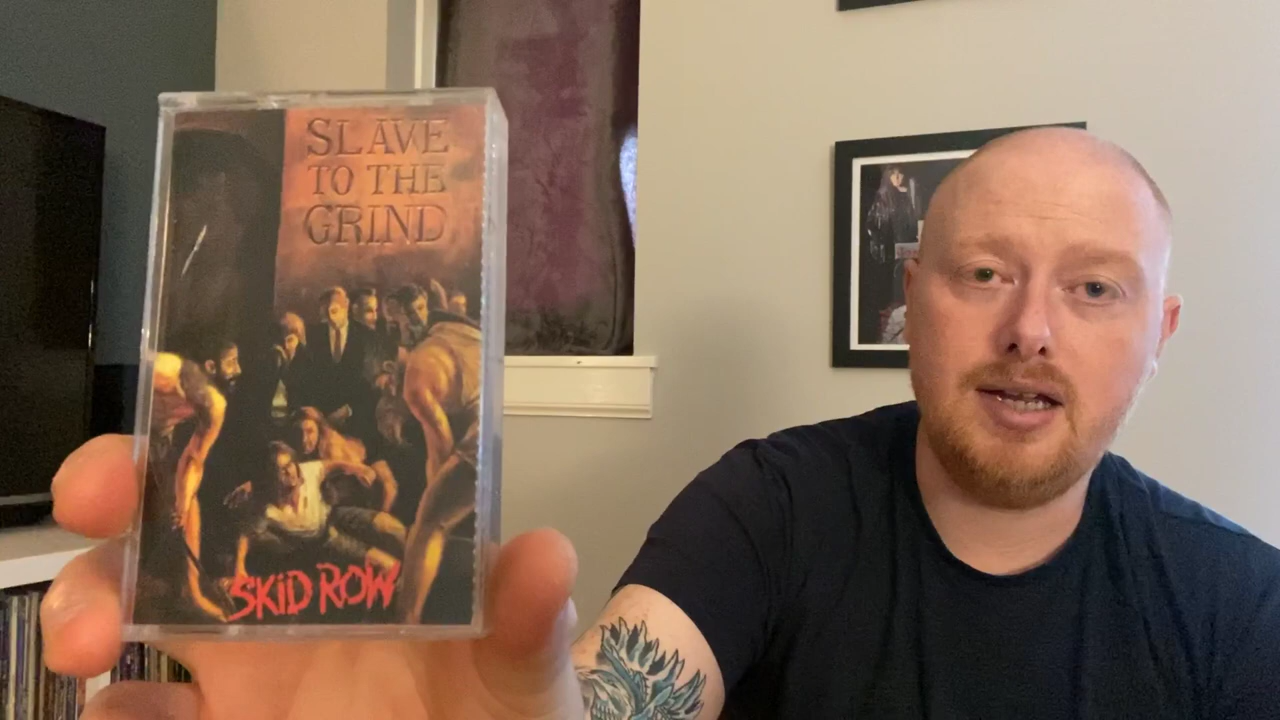 SLAVE
TO THE
GRIND
SKID ROW